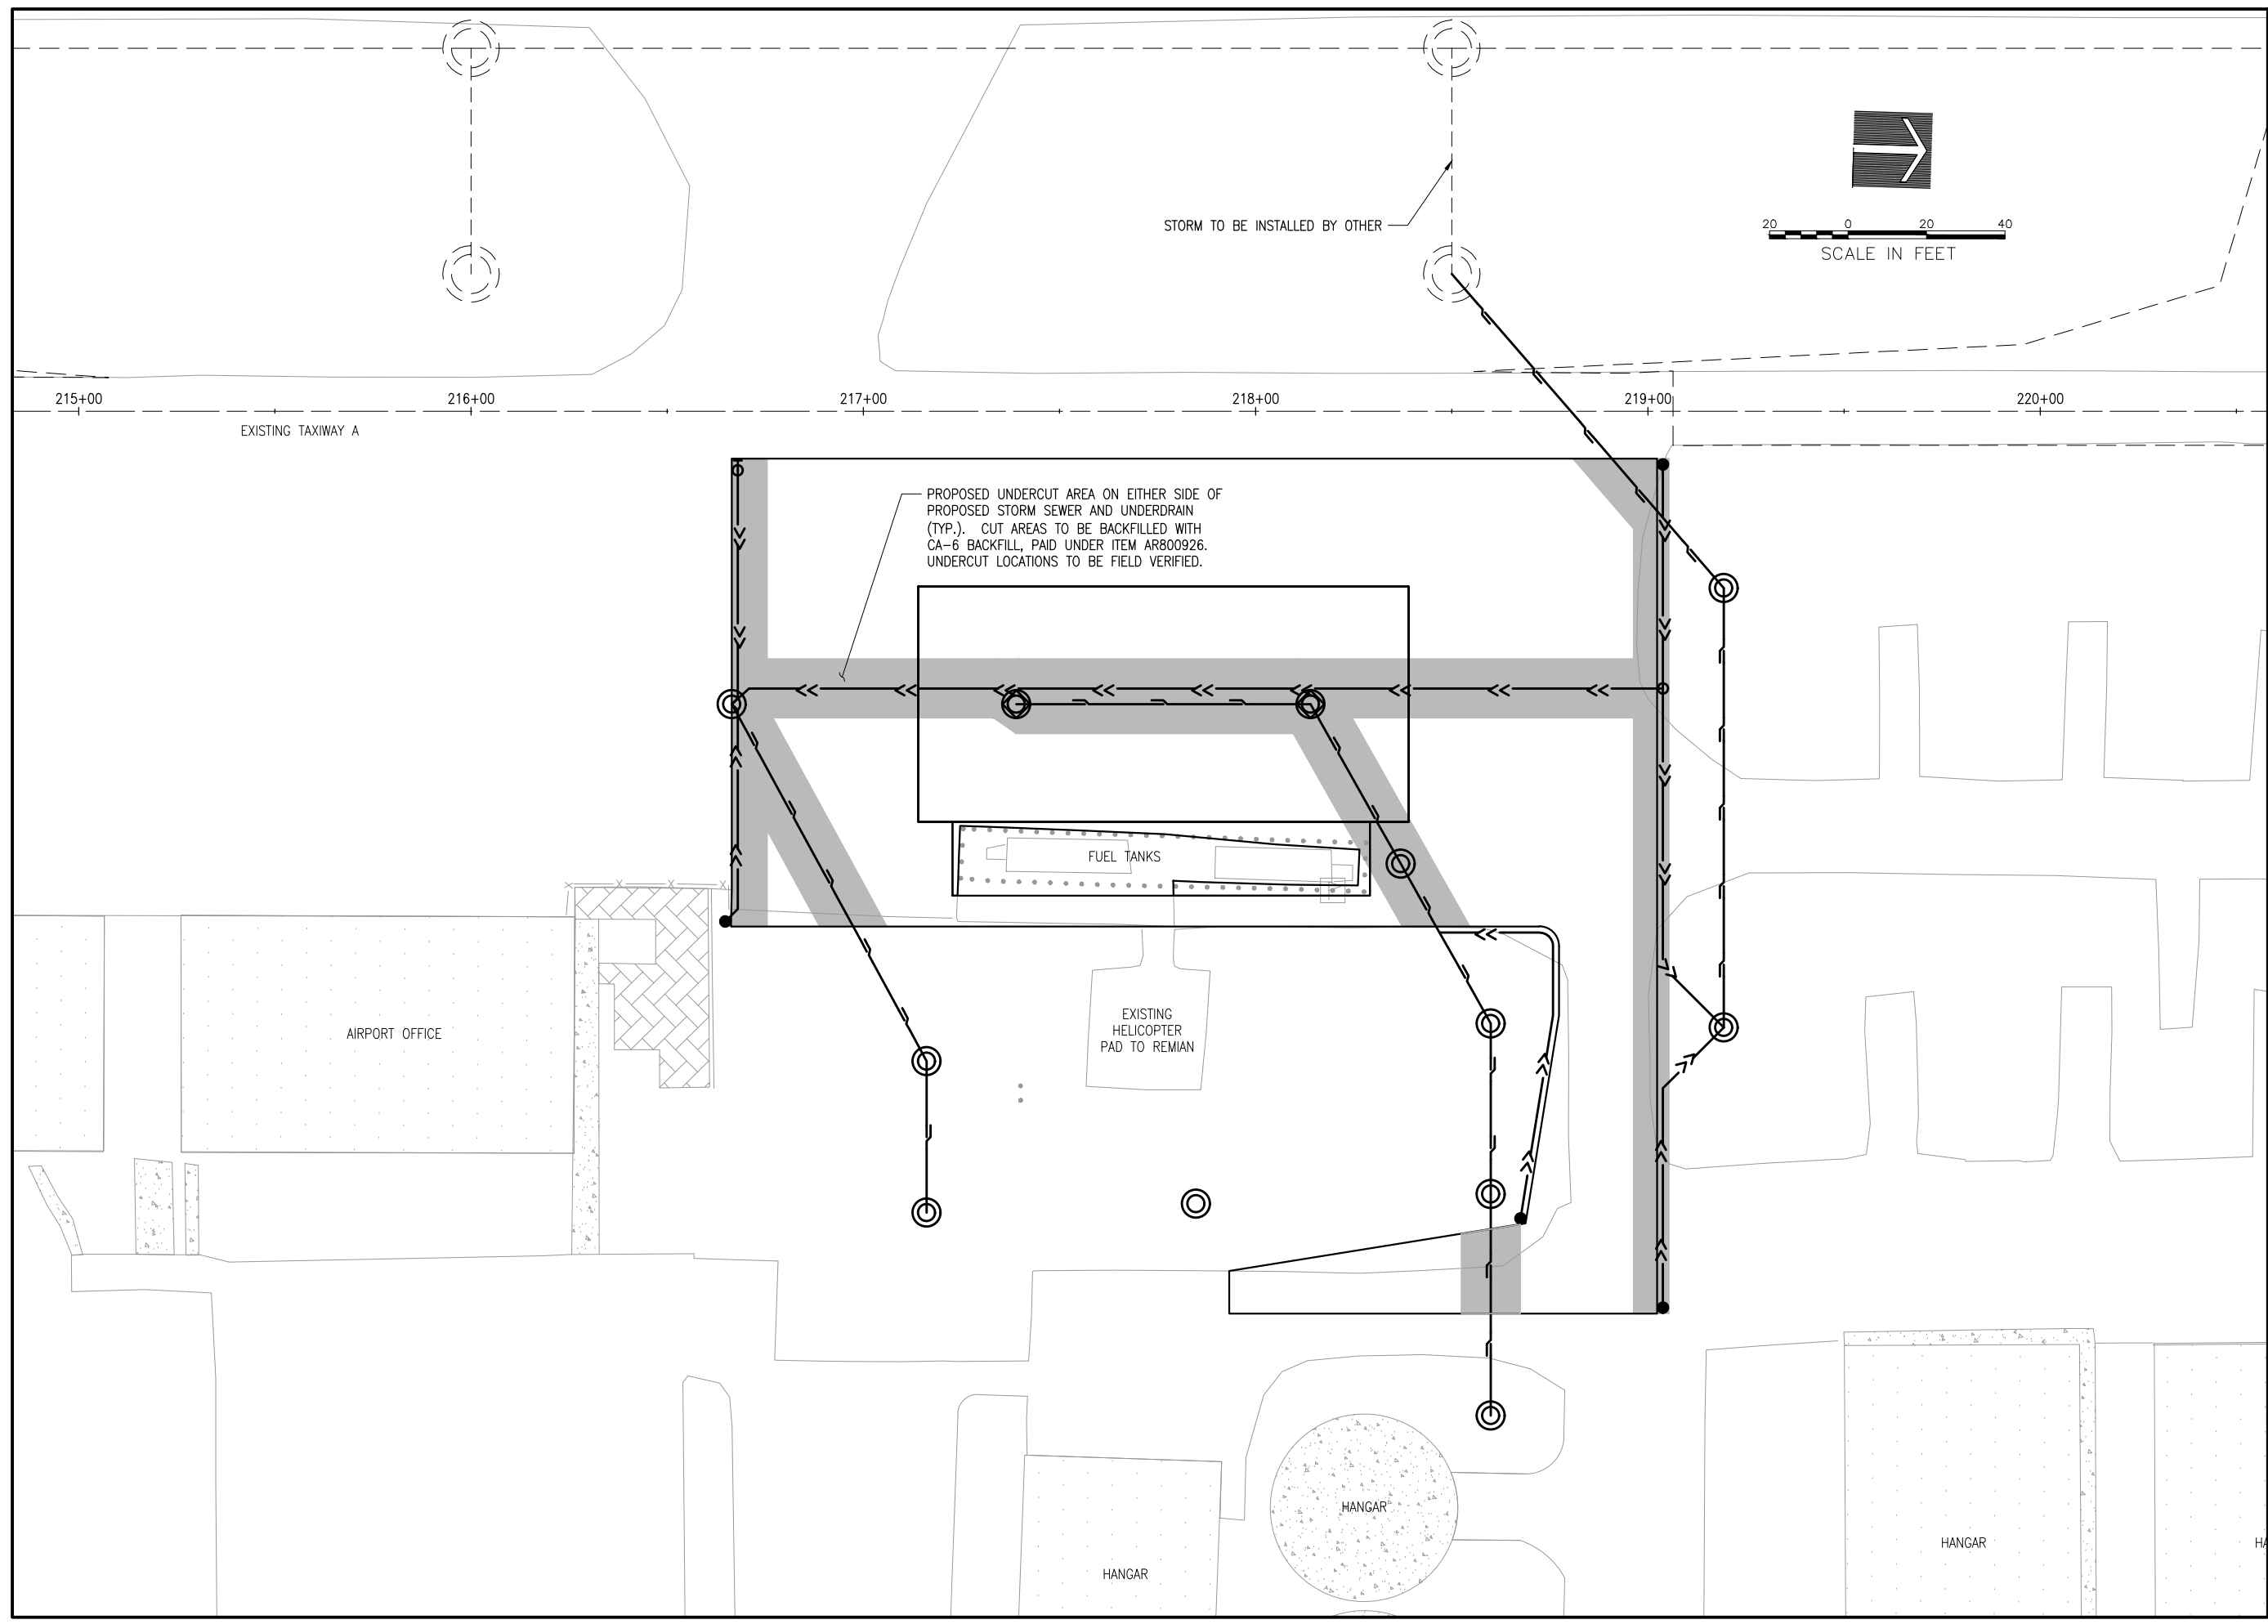 STORM TO BE INSTALLED BY OTHER
20 0 20 40
SCALE IN FEET
215+00 216+00 217+00 218+00 219+00 220+00
EXISTING TAXIWAY A
PROPOSED UNDERCUT AREA ON EITHER SIDE OF
PROPOSED STORM SEWER AND UNDERDRAIN
(TYP.). CUT AREAS TO BE BACKFILLED WITH
CA-6 BACKFILL, PAID UNDER ITEM AR800926.
UNDERCUT LOCATIONS TO BE FIELD VERIFIED.
FUEL TANKS
X X X X
AIRPORT OFFICE
EXISTING
HELICOPTER
PAD TO REMIAN
HANGAR
HANGAR
HANGAR
HA